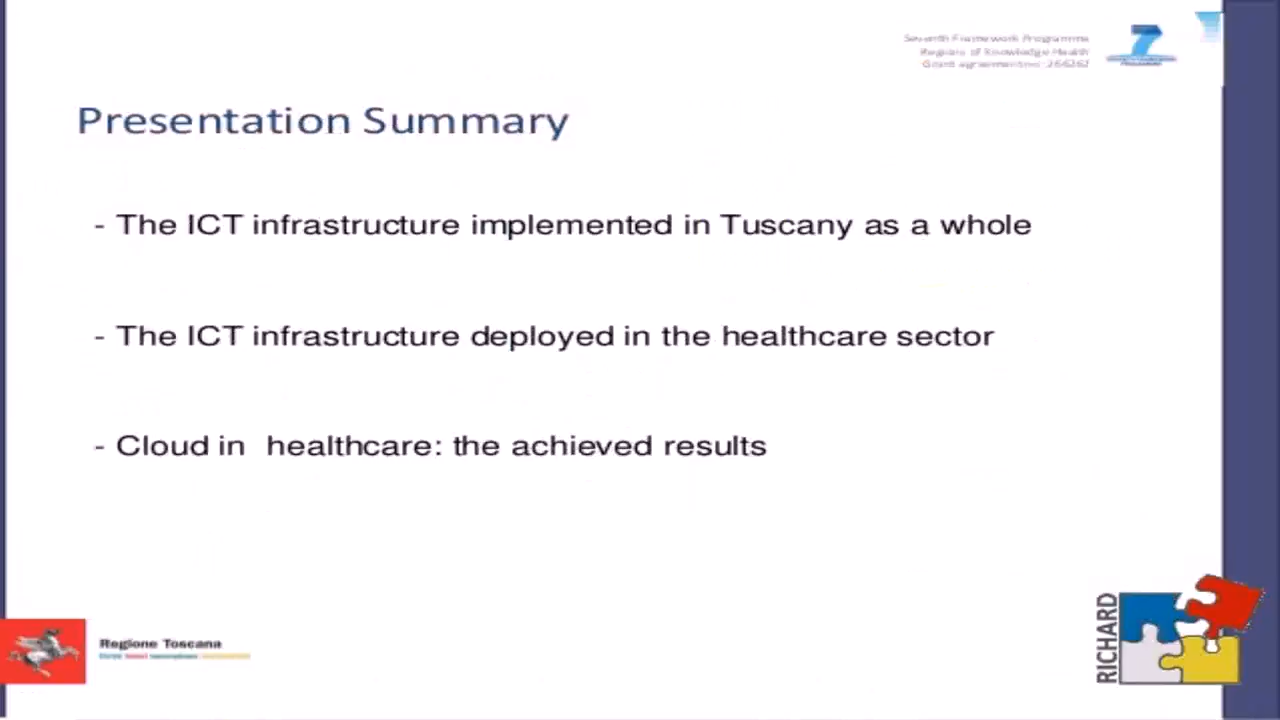 Seventh Framework Programme
Regions of Knowledge Health
Grant agreement no: 266262
7
Presentation Summary
- The ICT infrastructure implemented in Tuscany as a whole
- The ICT infrastructure deployed in the healthcare sector
- Cloud in healthcare: the achieved results
Regione Toscana
RICHARD